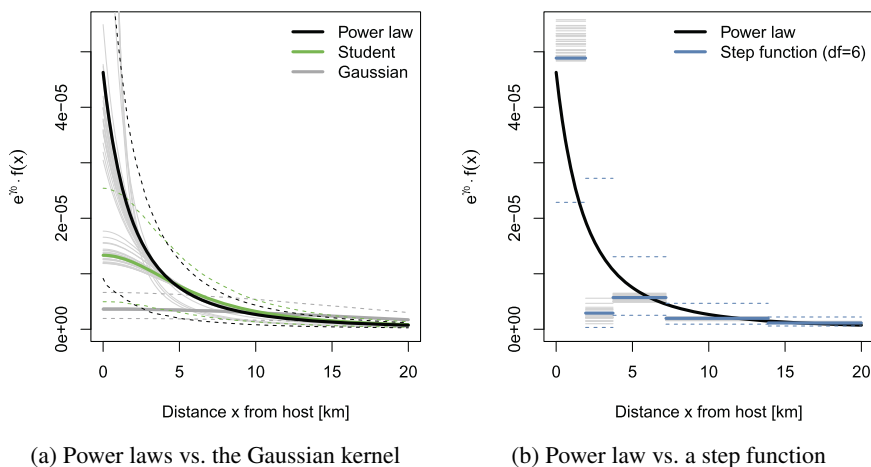 Power law
Student
Gaussian
e^γ₀ · f(x)
0e+00 2e−05 4e−05
0 5 10 15 20
Distance x from host [km]
(a) Power laws vs. the Gaussian kernel
Power law
Step function (df=6)
e^γ₀ · f(x)
0e+00 2e−05 4e−05
0 5 10 15 20
Distance x from host [km]
(b) Power law vs. a step function